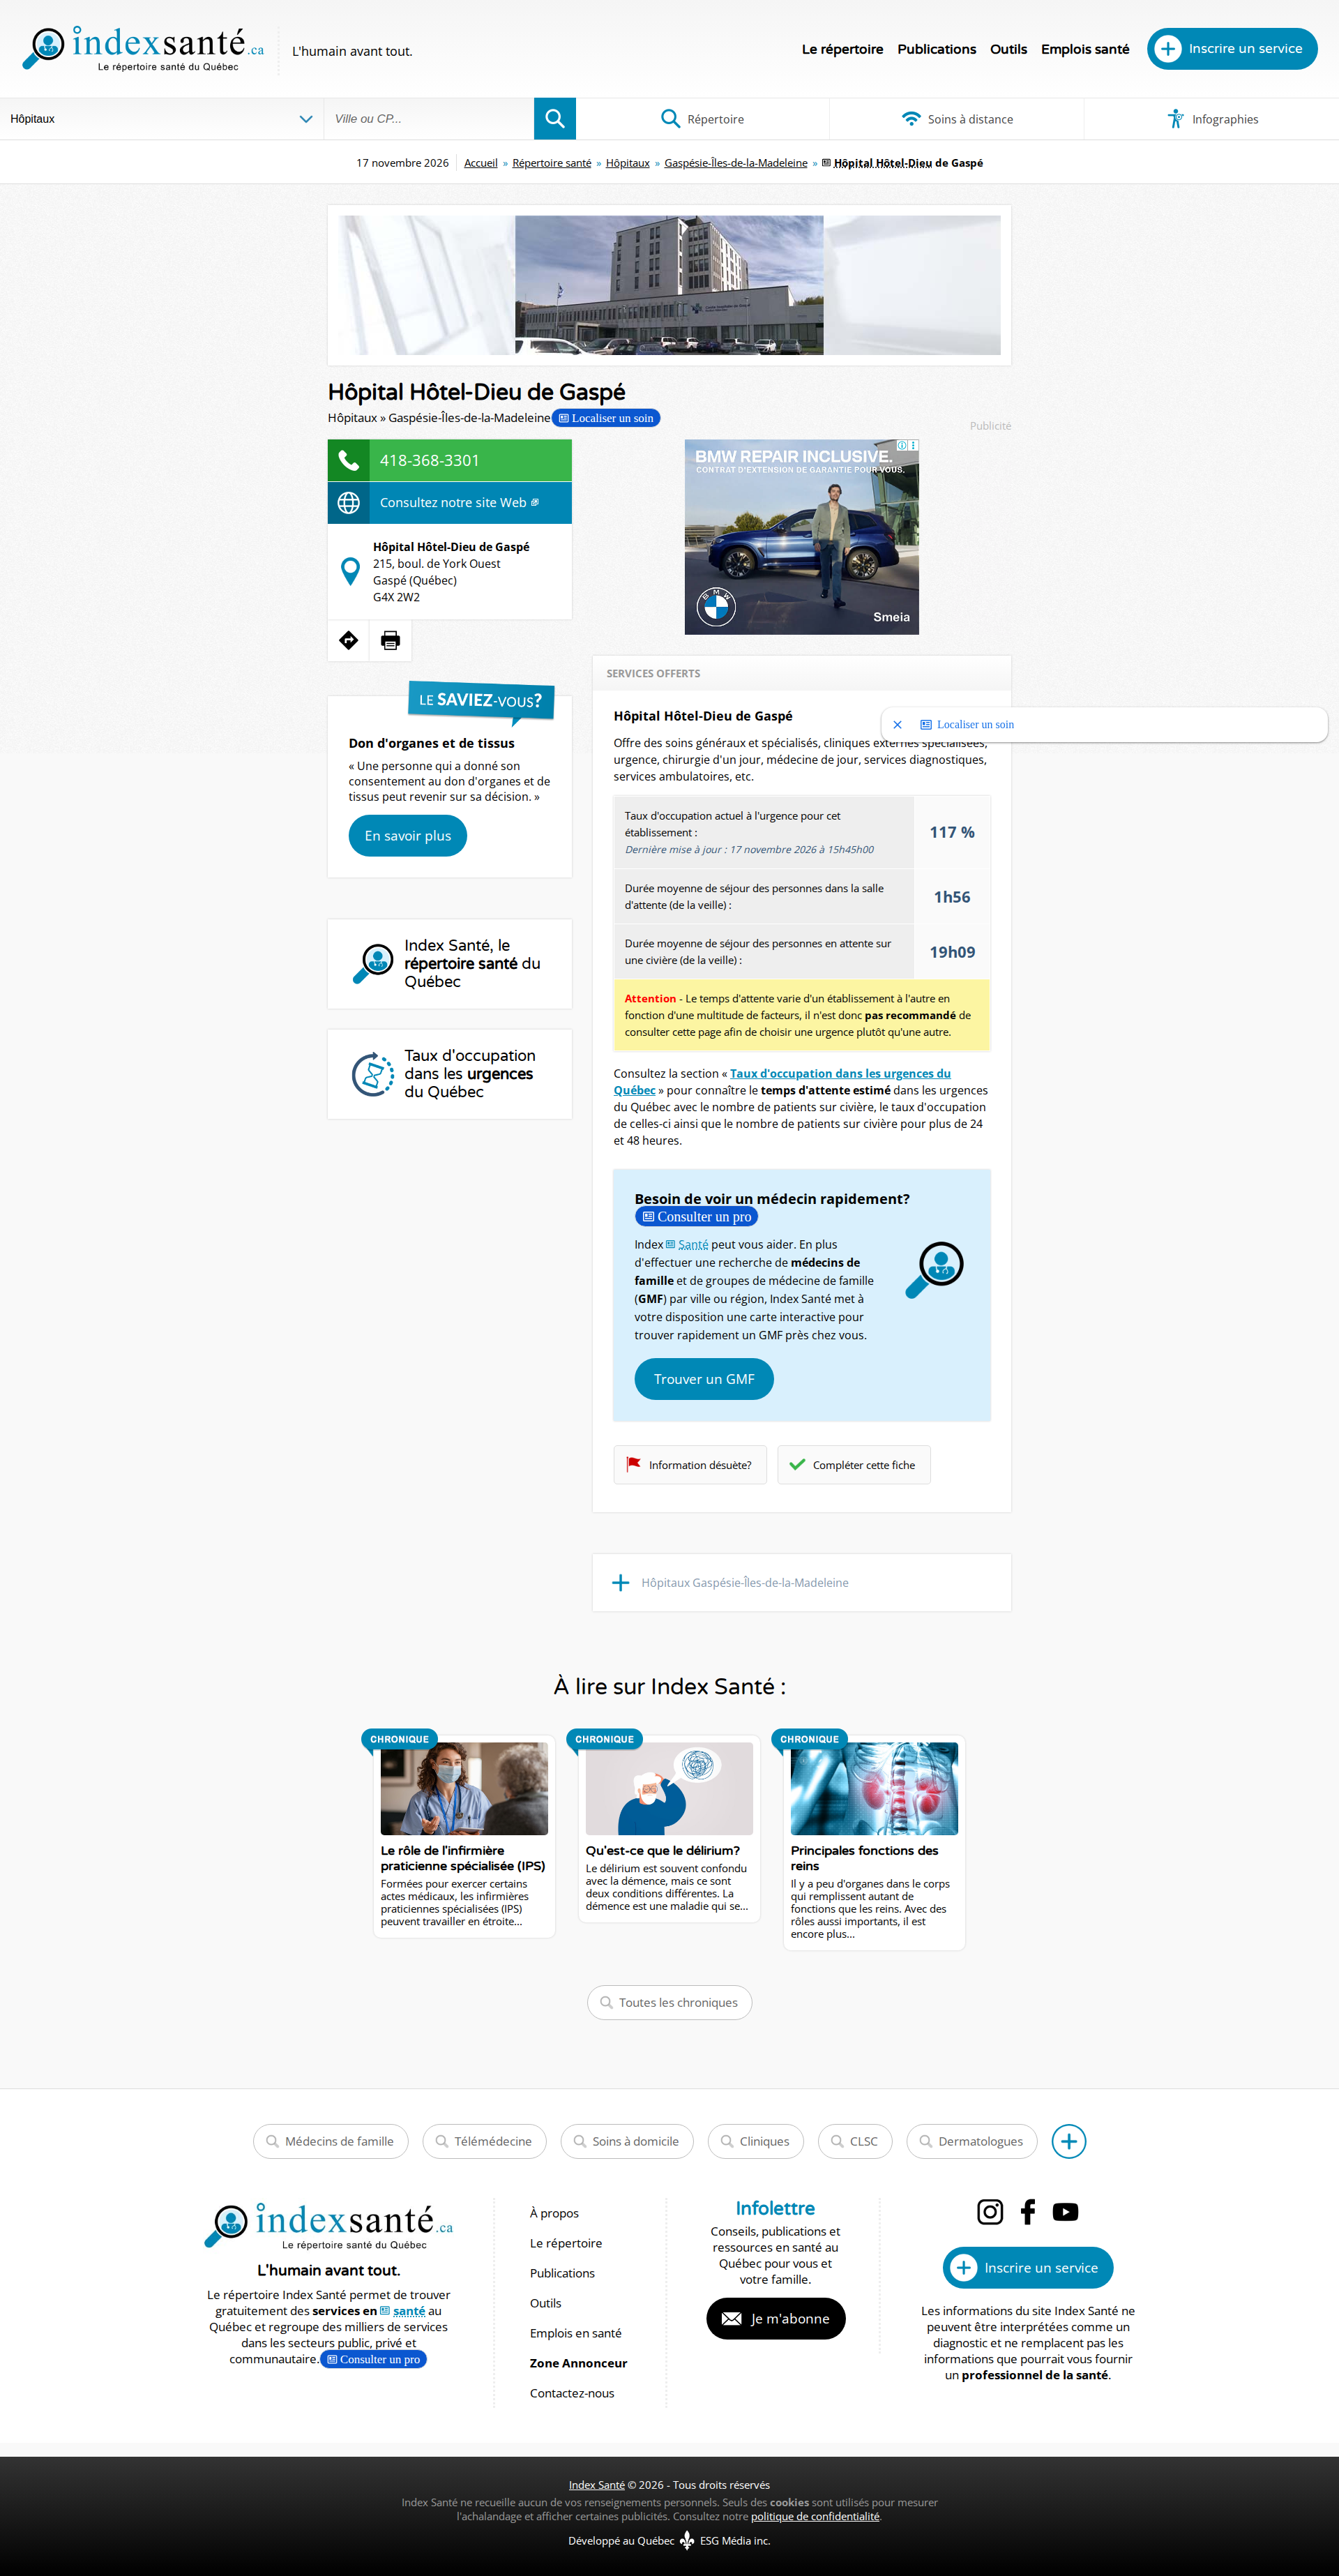 indexsanté.ca
Le répertoire santé du Québec
L'humain avant tout.
Le répertoire Publications Outils Emplois santé Inscrire un service
Hôpitaux
Ville ou CP...
Répertoire
Soins à distance
Infographies
17 novembre 2026 Accueil » Répertoire santé » Hôpitaux » Gaspésie-Îles-de-la-Madeleine » Hôpital Hôtel-Dieu de Gaspé
Hôpital Hôtel-Dieu de Gaspé
Hôpitaux » Gaspésie-Îles-de-la-Madeleine Localiser un soin
Publicité
418-368-3301
Consultez notre site Web
Hôpital Hôtel-Dieu de Gaspé
215, boul. de York Ouest
Gaspé (Québec)
G4X 2W2
BMW REPAIR INCLUSIVE.
CONTRAT D'EXTENSION DE GARANTIE POUR VOUS.
BMW
Smeia
LE SAVIEZ-VOUS?
Don d'organes et de tissus
« Une personne qui a donné son
consentement au don d'organes et de
tissus peut revenir sur sa décision. »
En savoir plus
Index Santé, le
répertoire santé du
Québec
Taux d'occupation
dans les urgences
du Québec
SERVICES OFFERTS
Hôpital Hôtel-Dieu de Gaspé
Localiser un soin
Offre des soins généraux et spécialisés, cliniques externes spécialisées,
urgence, chirurgie d'un jour, médecine de jour, services diagnostiques,
services ambulatoires, etc.
Taux d'occupation actuel à l'urgence pour cet
établissement :
Dernière mise à jour : 17 novembre 2026 à 15h45h00
117 %
Durée moyenne de séjour des personnes dans la salle
d'attente (de la veille) :
1h56
Durée moyenne de séjour des personnes en attente sur
une civière (de la veille) :
19h09
Attention - Le temps d'attente varie d'un établissement à l'autre en
fonction d'une multitude de facteurs, il n'est donc pas recommandé de
consulter cette page afin de choisir une urgence plutôt qu'une autre.
Consultez la section « Taux d'occupation dans les urgences du
Québec » pour connaître le temps d'attente estimé dans les urgences
du Québec avec le nombre de patients sur civière, le taux d'occupation
de celles-ci ainsi que le nombre de patients sur civière pour plus de 24
et 48 heures.
Besoin de voir un médecin rapidement?
Consulter un pro
Index Santé peut vous aider. En plus
d'effectuer une recherche de médecins de
famille et de groupes de médecine de famille
(GMF) par ville ou région, Index Santé met à
votre disposition une carte interactive pour
trouver rapidement un GMF près chez vous.
Trouver un GMF
Information désuète?
Compléter cette fiche
Hôpitaux Gaspésie-Îles-de-la-Madeleine
À lire sur Index Santé :
CHRONIQUE
Le rôle de l'infirmière
praticienne spécialisée (IPS)
Formées pour exercer certains
actes médicaux, les infirmières
praticiennes spécialisées (IPS)
peuvent travailler en étroite...
CHRONIQUE
Qu'est-ce que le délirium?
Le délirium est souvent confondu
avec la démence, mais ce sont
deux conditions différentes. La
démence est une maladie qui se...
CHRONIQUE
Principales fonctions des
reins
Il y a peu d'organes dans le corps
qui remplissent autant de
fonctions que les reins. Avec des
rôles aussi importants, il est
encore plus...
Toutes les chroniques
Médecins de famille
Télémédecine
Soins à domicile
Cliniques
CLSC
Dermatologues
indexsanté.ca
Le répertoire santé du Québec
L'humain avant tout.
Le répertoire Index Santé permet de trouver
gratuitement des services en santé au
Québec et regroupe des milliers de services
dans les secteurs public, privé et
communautaire. Consulter un pro
À propos
Le répertoire
Publications
Outils
Emplois en santé
Zone Annonceur
Contactez-nous
Infolettre
Conseils, publications et
ressources en santé au
Québec pour vous et
votre famille.
Je m'abonne
Inscrire un service
Les informations du site Index Santé ne
peuvent être interprétées comme un
diagnostic et ne remplacent pas les
informations que pourrait vous fournir
un professionnel de la santé.
Index Santé © 2026 - Tous droits réservés
Index Santé ne recueille aucun de vos renseignements personnels. Seuls des cookies sont utilisés pour mesurer
l'achalandage et afficher certaines publicités. Consultez notre politique de confidentialité.
Développé au Québec ESG Média inc.